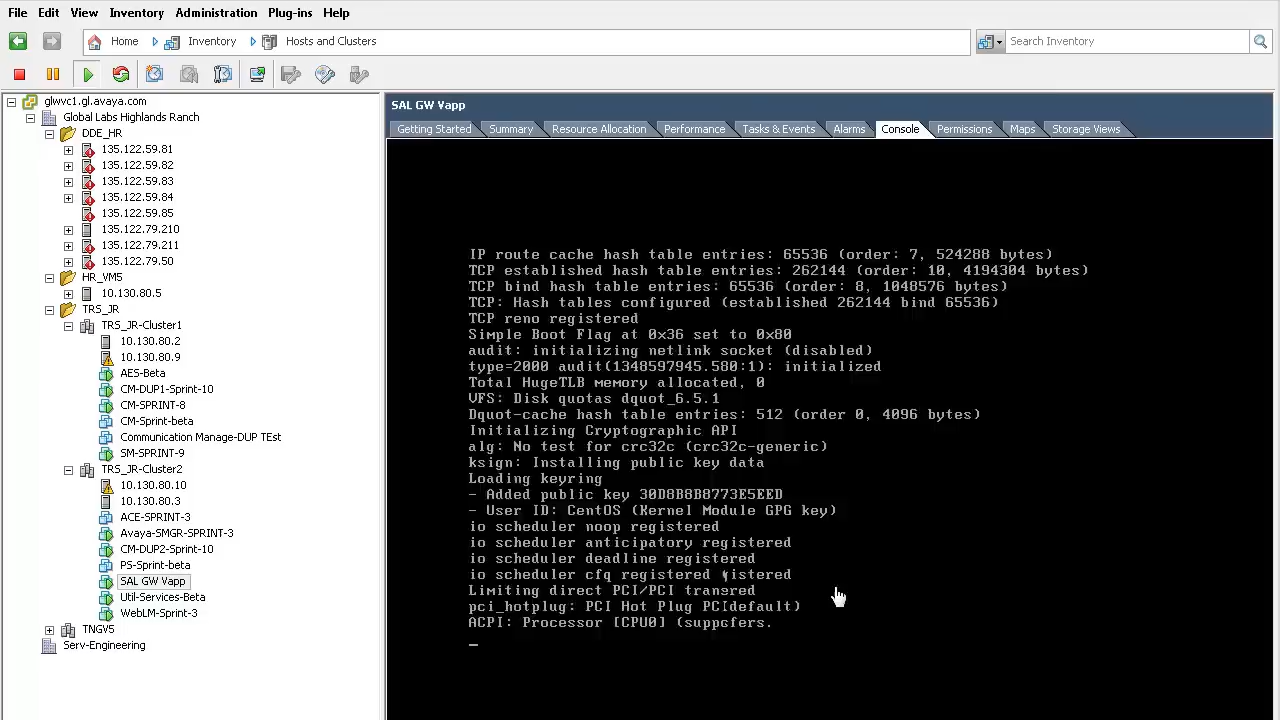 File Edit View Inventory Administration Plug-ins Help
Home Inventory Hosts and Clusters Search Inventory
glwvc1.gl.avaya.com
Global Labs Highlands Ranch
DDE_HR
135.122.59.81
135.122.59.82
135.122.59.83
135.122.59.84
135.122.59.85
135.122.79.210
135.122.79.211
135.122.79.50
HR_VM5
10.130.80.5
TRS_JR
TRS_JR-Cluster1
10.130.80.2
10.130.80.9
AES-Beta
CM-DUP1-Sprint-10
CM-SPRINT-8
CM-Sprint-beta
Communication Manage-DUP TEst
SM-SPRINT-9
TRS_JR-Cluster2
10.130.80.10
10.130.80.3
ACE-SPRINT-3
Avaya-SMGR-SPRINT-3
CM-DUP2-Sprint-10
PS-Sprint-beta
SAL GW Vapp
Util-Services-Beta
WebLM-Sprint-3
TNGV5
Serv-Engineering
SAL GW Vapp
Getting Started Summary Resource Allocation Performance Tasks & Events Alarms Console Permissions Maps Storage Views
IP route cache hash table entries: 65536 (order: 7, 524288 bytes)
TCP established hash table entries: 262144 (order: 10, 4194304 bytes)
TCP bind hash table entries: 65536 (order: 8, 1048576 bytes)
TCP: Hash tables configured (established 262144 bind 65536)
TCP reno registered
Simple Boot Flag at 0x36 set to 0x80
audit: initializing netlink socket (disabled)
type=2000 audit(1348597945.580:1): initialized
Total HugeTLB memory allocated, 0
VFS: Disk quotas dquot_6.5.1
Dquot-cache hash table entries: 512 (order 0, 4096 bytes)
Initializing Cryptographic API
alg: No test for crc32c (crc32c-generic)
ksign: Installing public key data
Loading keyring
- Added public key 30D8B8B8773E5EED
- User ID: CentOS (Kernel Module GPG key)
io scheduler noop registered
io scheduler anticipatory registered
io scheduler deadline registered
io scheduler cfq registered istered
Limiting direct PCI/PCI transred
pci_hotplug: PCI Hot Plug PCIdefault)
ACPI: Processor [CPU0] (suppgfers.